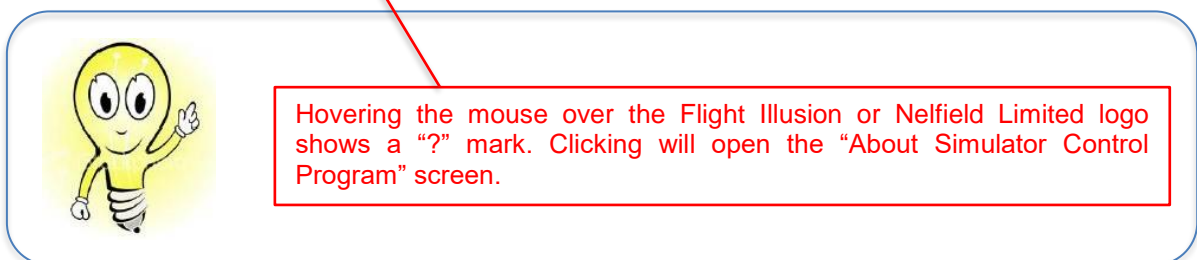 Hovering the mouse over the Flight Illusion or Nelfield Limited logo
shows a “?” mark. Clicking will open the “About Simulator Control
Program” screen.